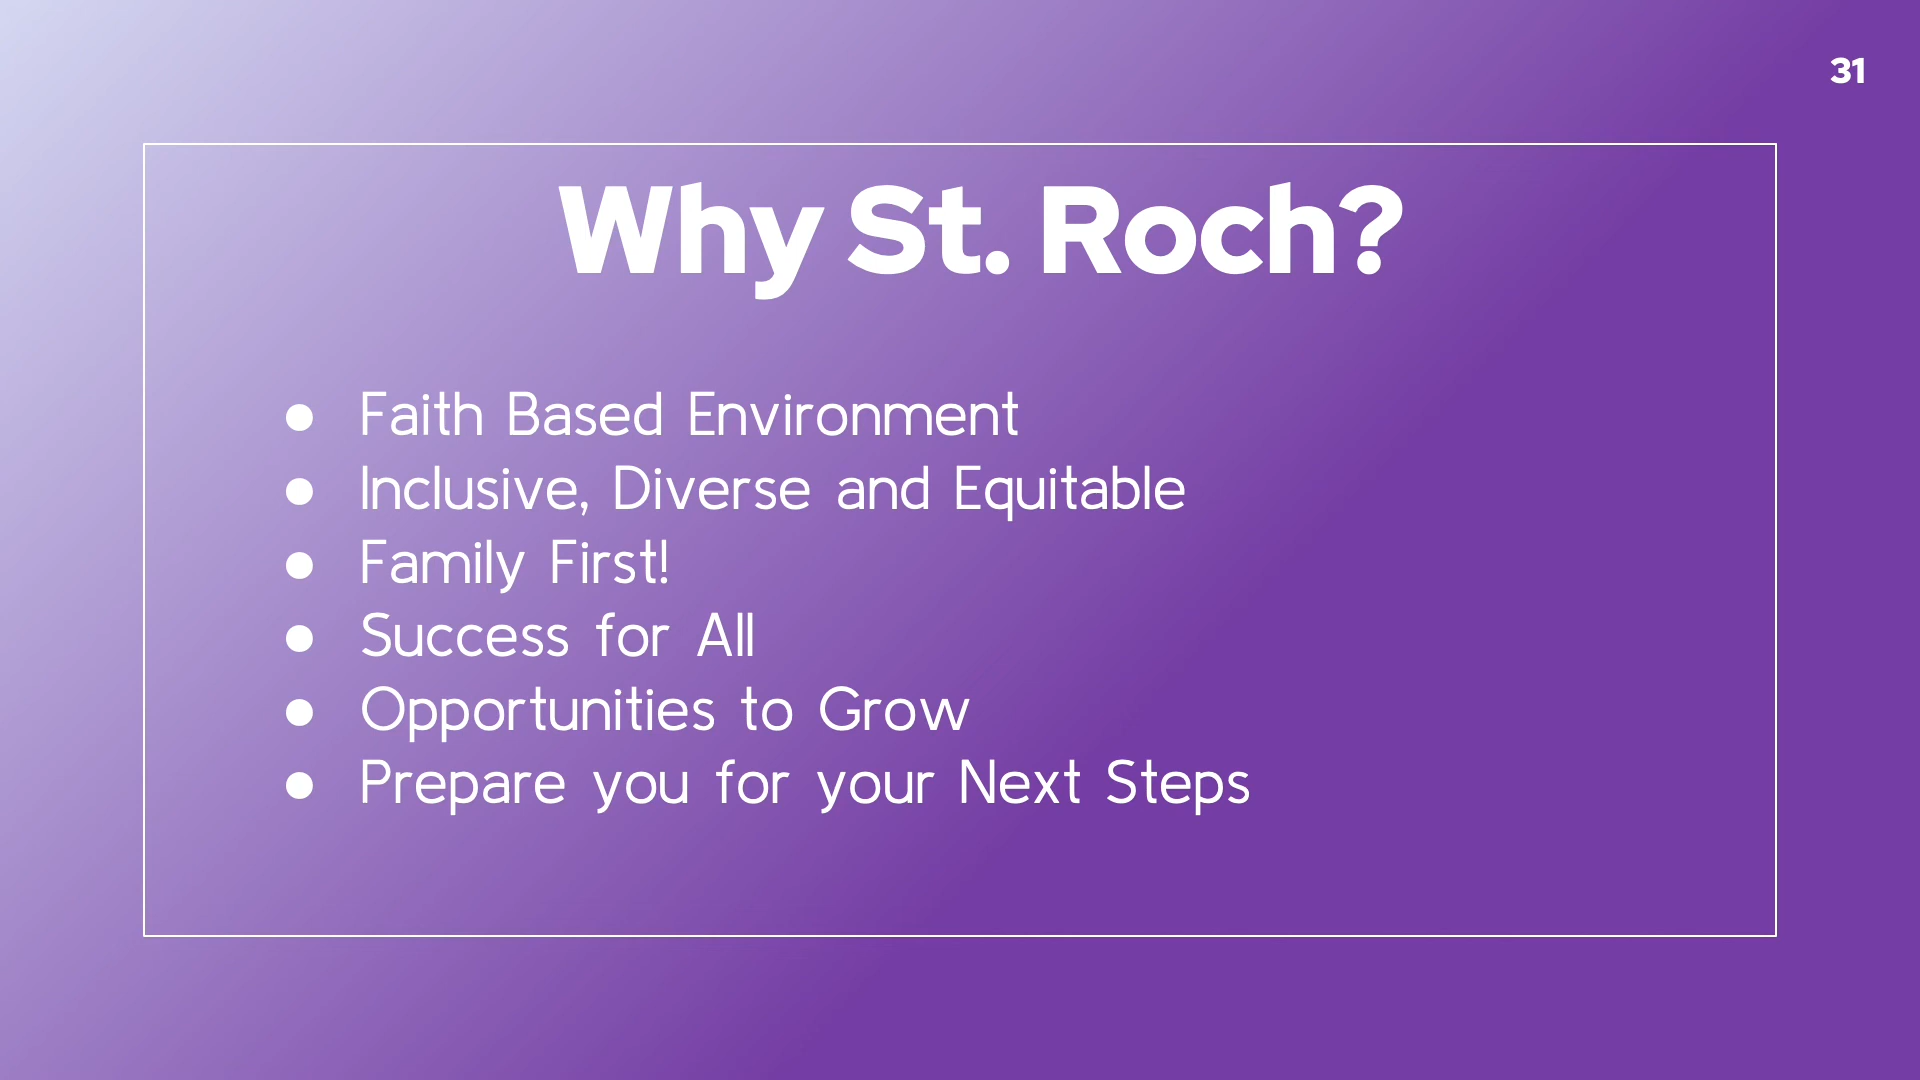 31
Why St. Roch?
● Faith Based Environment
● Inclusive, Diverse and Equitable
● Family First!
● Success for All
● Opportunities to Grow
● Prepare you for your Next Steps